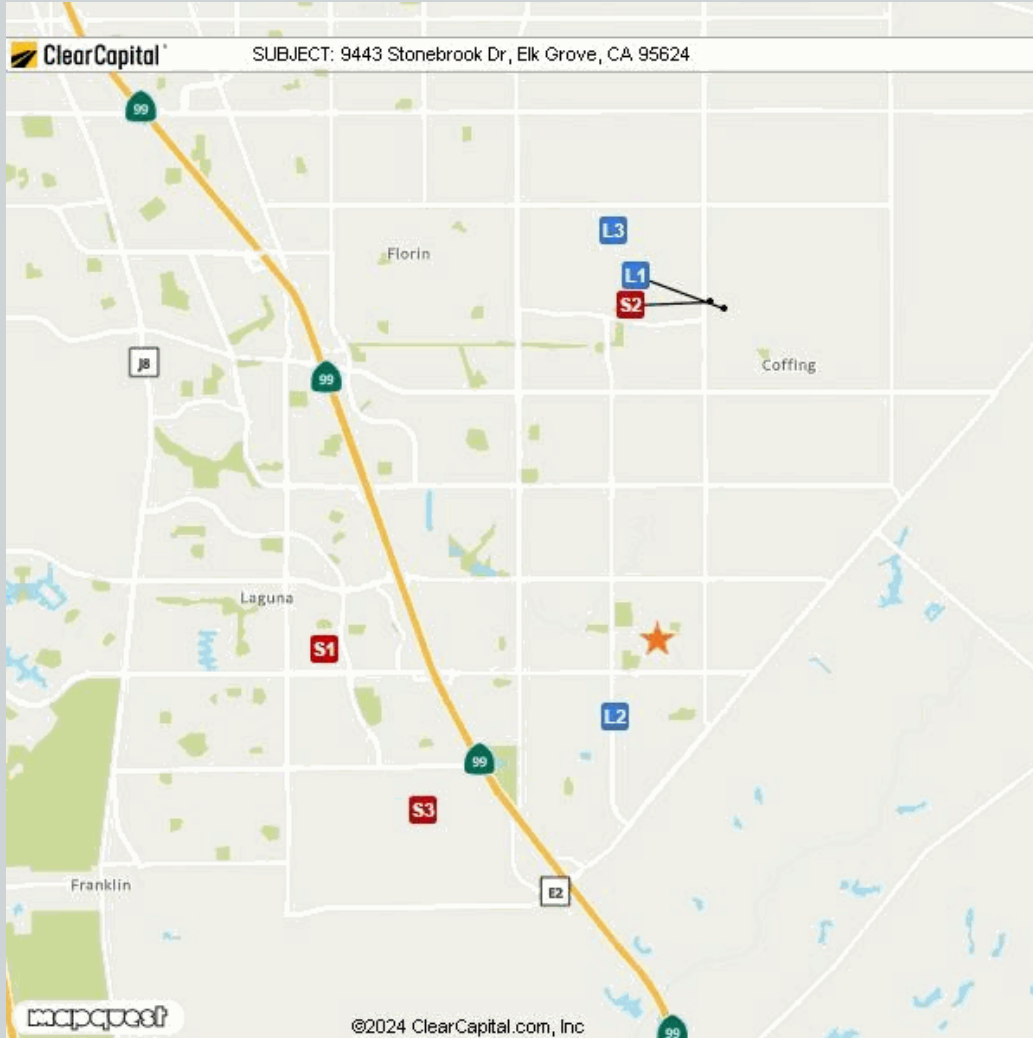 ClearCapital
SUBJECT: 9443 Stonebrook Dr, Elk Grove, CA 95624
99
L3
Florin
L1
S2
J8
Coffing
99
Laguna
S1
L2
99
S3
Franklin
E2
mapquest
©2024 ClearCapital.com, Inc
99